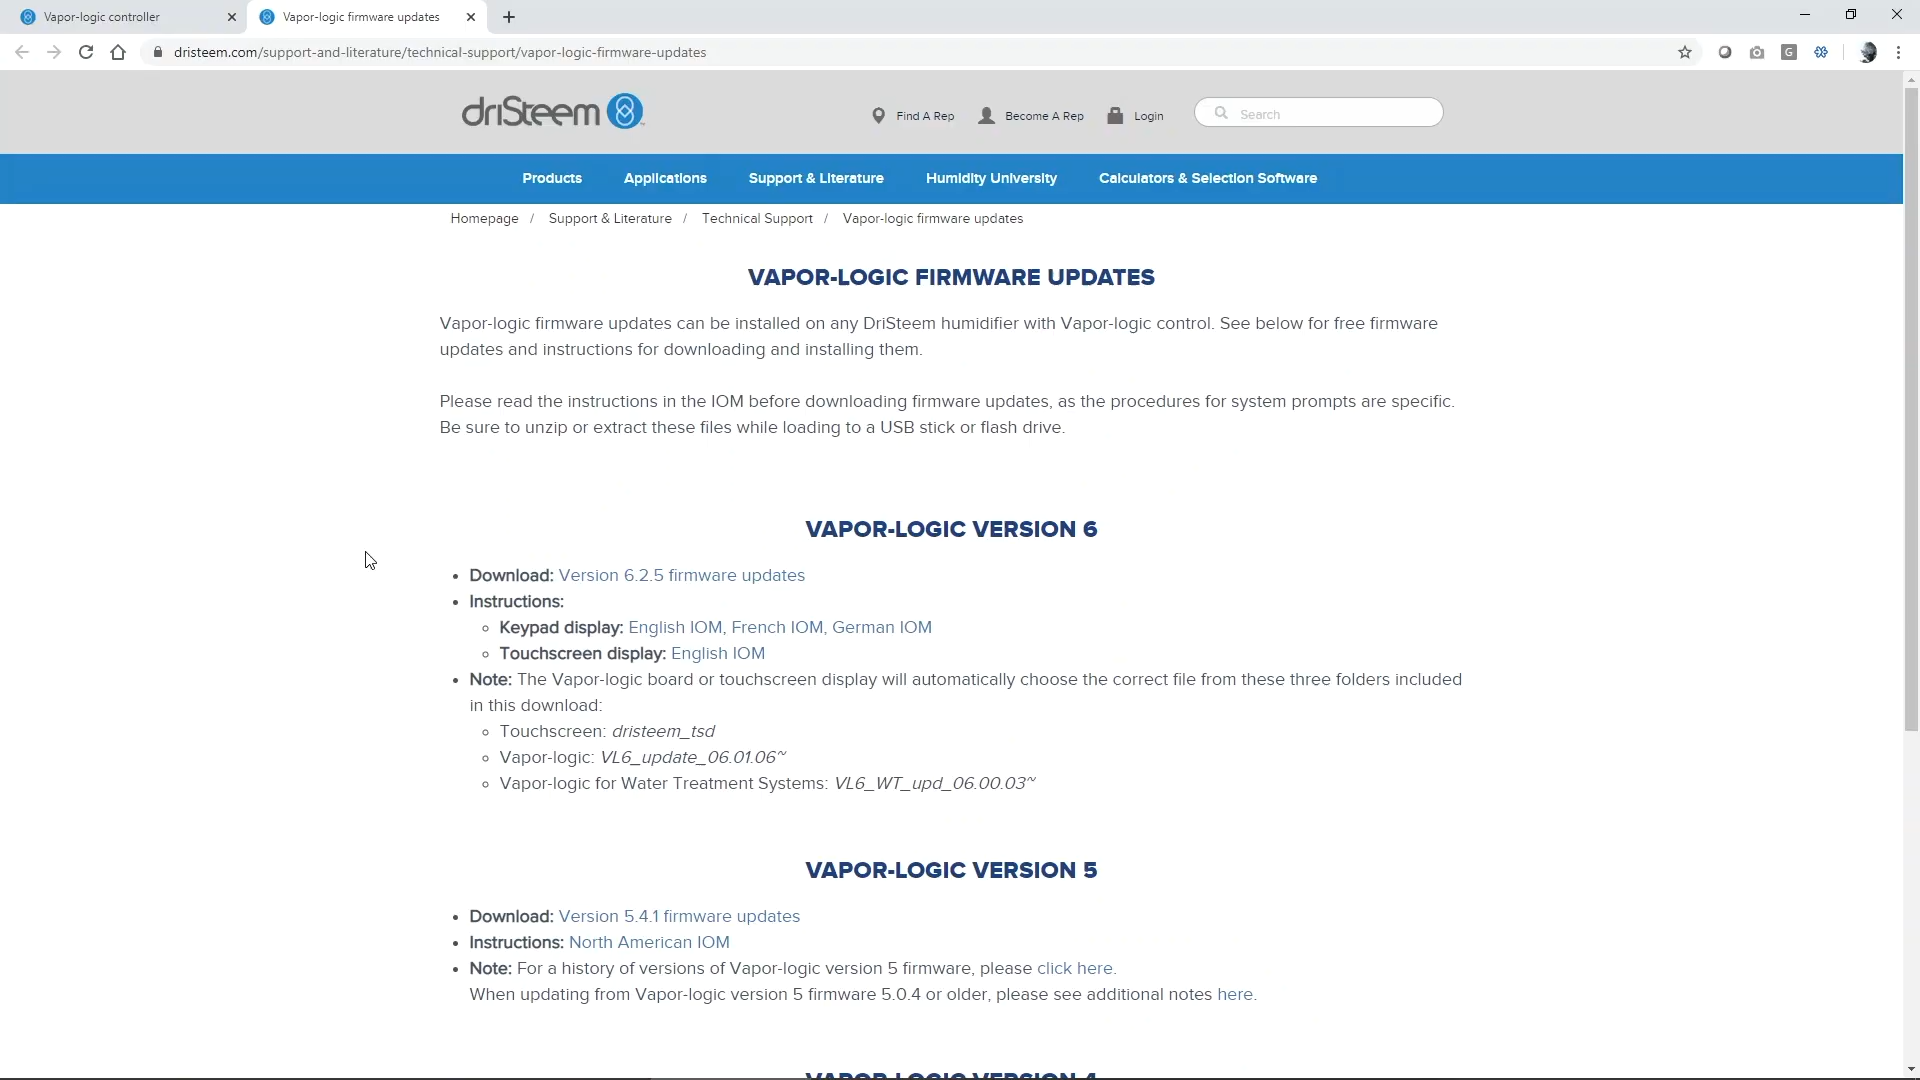 Vapor-logic controller
Vapor-logic firmware updates
dristeem.com/support-and-literature/technical-support/vapor-logic-firmware-updates
G
driSteem
Find A Rep
Become A Rep
Login
Search
Products
Applications
Support & Literature
Humidity University
Calculators & Selection Software
Homepage / Support & Literature / Technical Support / Vapor-logic firmware updates
VAPOR-LOGIC FIRMWARE UPDATES
Vapor-logic firmware updates can be installed on any DriSteem humidifier with Vapor-logic control. See below for free firmware
updates and instructions for downloading and installing them.
Please read the instructions in the IOM before downloading firmware updates, as the procedures for system prompts are specific.
Be sure to unzip or extract these files while loading to a USB stick or flash drive.
VAPOR-LOGIC VERSION 6
• Download: Version 6.2.5 firmware updates
• Instructions:
◦ Keypad display: English IOM, French IOM, German IOM
◦ Touchscreen display: English IOM
• Note: The Vapor-logic board or touchscreen display will automatically choose the correct file from these three folders included
in this download:
◦ Touchscreen: dristeem_tsd
◦ Vapor-logic: VL6_update_06.01.06~
◦ Vapor-logic for Water Treatment Systems: VL6_WT_upd_06.00.03~
VAPOR-LOGIC VERSION 5
• Download: Version 5.4.1 firmware updates
• Instructions: North American IOM
• Note: For a history of versions of Vapor-logic version 5 firmware, please click here.
When updating from Vapor-logic version 5 firmware 5.0.4 or older, please see additional notes here.
VAPOR-LOGIC VERSION 4